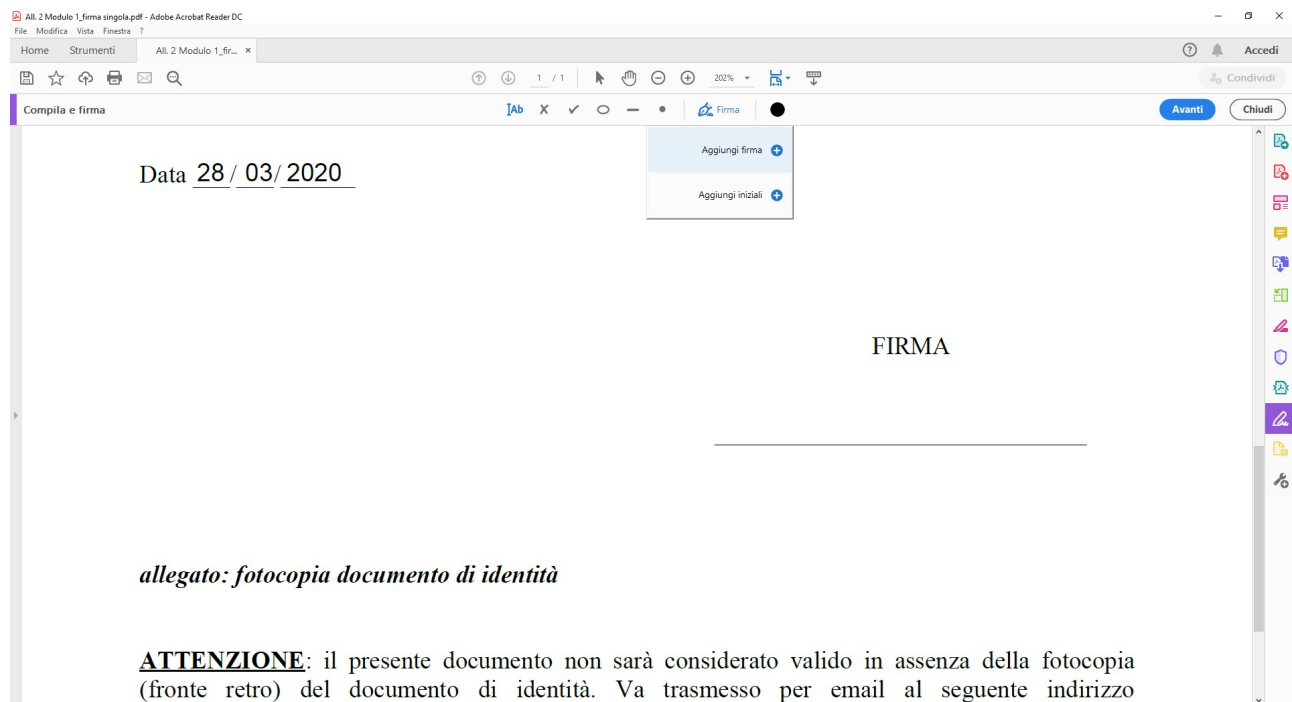 All. 2 Modulo 1_firma singola.pdf - Adobe Acrobat Reader DC
File Modifica Vista Finestra ?
Home Strumenti All. 2 Modulo 1_fir... × Accedi
1 / 1 202% Condividi
Compila e firma Ab Firma Avanti Chiudi
Aggiungi firma
Data 28 / 03 / 2020
Aggiungi iniziali
FIRMA
allegato: fotocopia documento di identità
ATTENZIONE: il presente documento non sarà considerato valido in assenza della fotocopia
(fronte retro) del documento di identità. Va trasmesso per email al seguente indirizzo